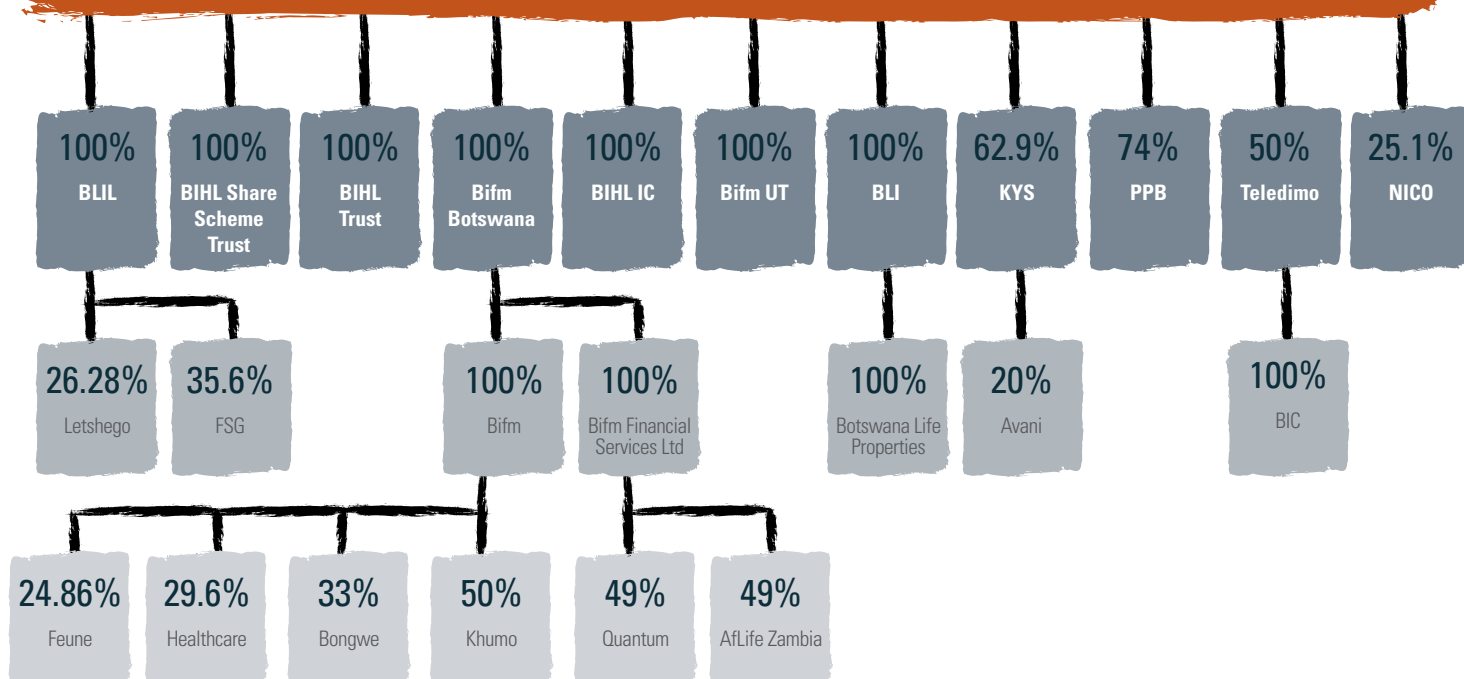 100%
BLIL
100%
BIHL Share
Scheme
Trust
100%
BIHL
Trust
100%
Bifm
Botswana
100%
BIHL IC
100%
Bifm UT
100%
BLI
62.9%
KYS
74%
PPB
50%
Teledimo
25.1%
NICO
26.28%
Letshego
35.6%
FSG
100%
Bifm
100%
Bifm Financial
Services Ltd
100%
Botswana Life
Properties
20%
Avani
100%
BIC
24.86%
Feune
29.6%
Healthcare
33%
Bongwe
50%
Khumo
49%
Quantum
49%
AfLife Zambia